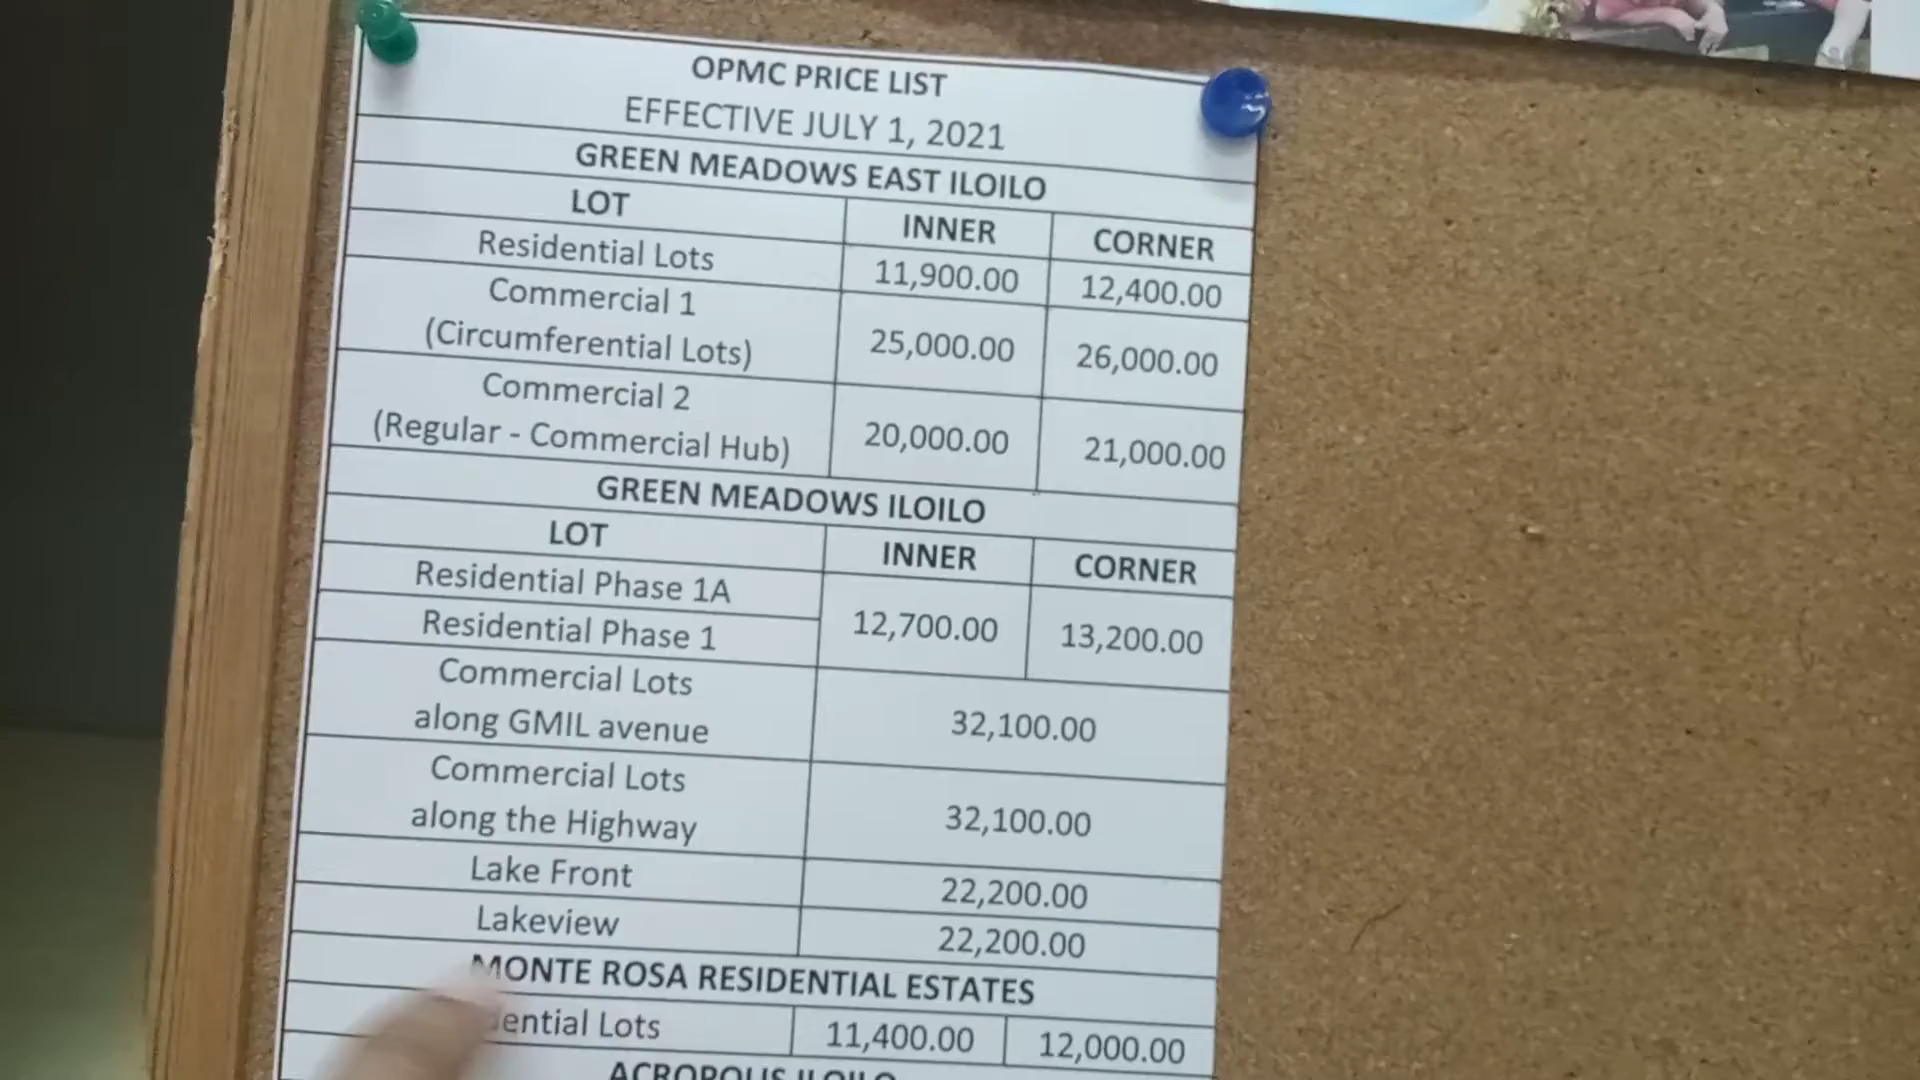 OPMC PRICE LIST
EFFECTIVE JULY 1, 2021
GREEN MEADOWS EAST ILOILO
LOT INNER CORNER
Residential Lots 11,900.00 12,400.00
Commercial 1
(Circumferential Lots) 25,000.00 26,000.00
Commercial 2
(Regular - Commercial Hub) 20,000.00 21,000.00
GREEN MEADOWS ILOILO
LOT INNER CORNER
Residential Phase 1A
Residential Phase 1 12,700.00 13,200.00
Commercial Lots
along GMIL avenue 32,100.00
Commercial Lots
along the Highway 32,100.00
Lake Front 22,200.00
Lakeview 22,200.00
MONTE ROSA RESIDENTIAL ESTATES
dential Lots 11,400.00 12,000.00
ACROPOLIS ILOILO